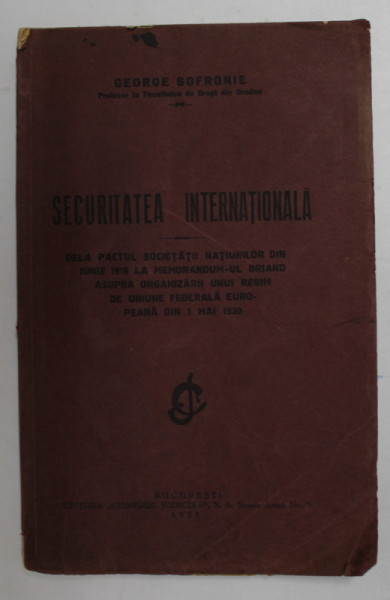 GEORGE SOFRONIE
Profesor la Facultatea de Drept din Oradea
SECURITATEA INTERNAȚIONALĂ
DELA PACTUL SOCIETĂȚII NAȚIUNILOR DIN
IUNIE 1919 LA MEMORANDUM-UL BRIAND
ASUPRA ORGANIZĂRII UNUI REGIM
DE UNIUNE FEDERALĂ EURO-
PEANĂ DIN 1 MAI 1930
BUCUREȘTI
S. A.